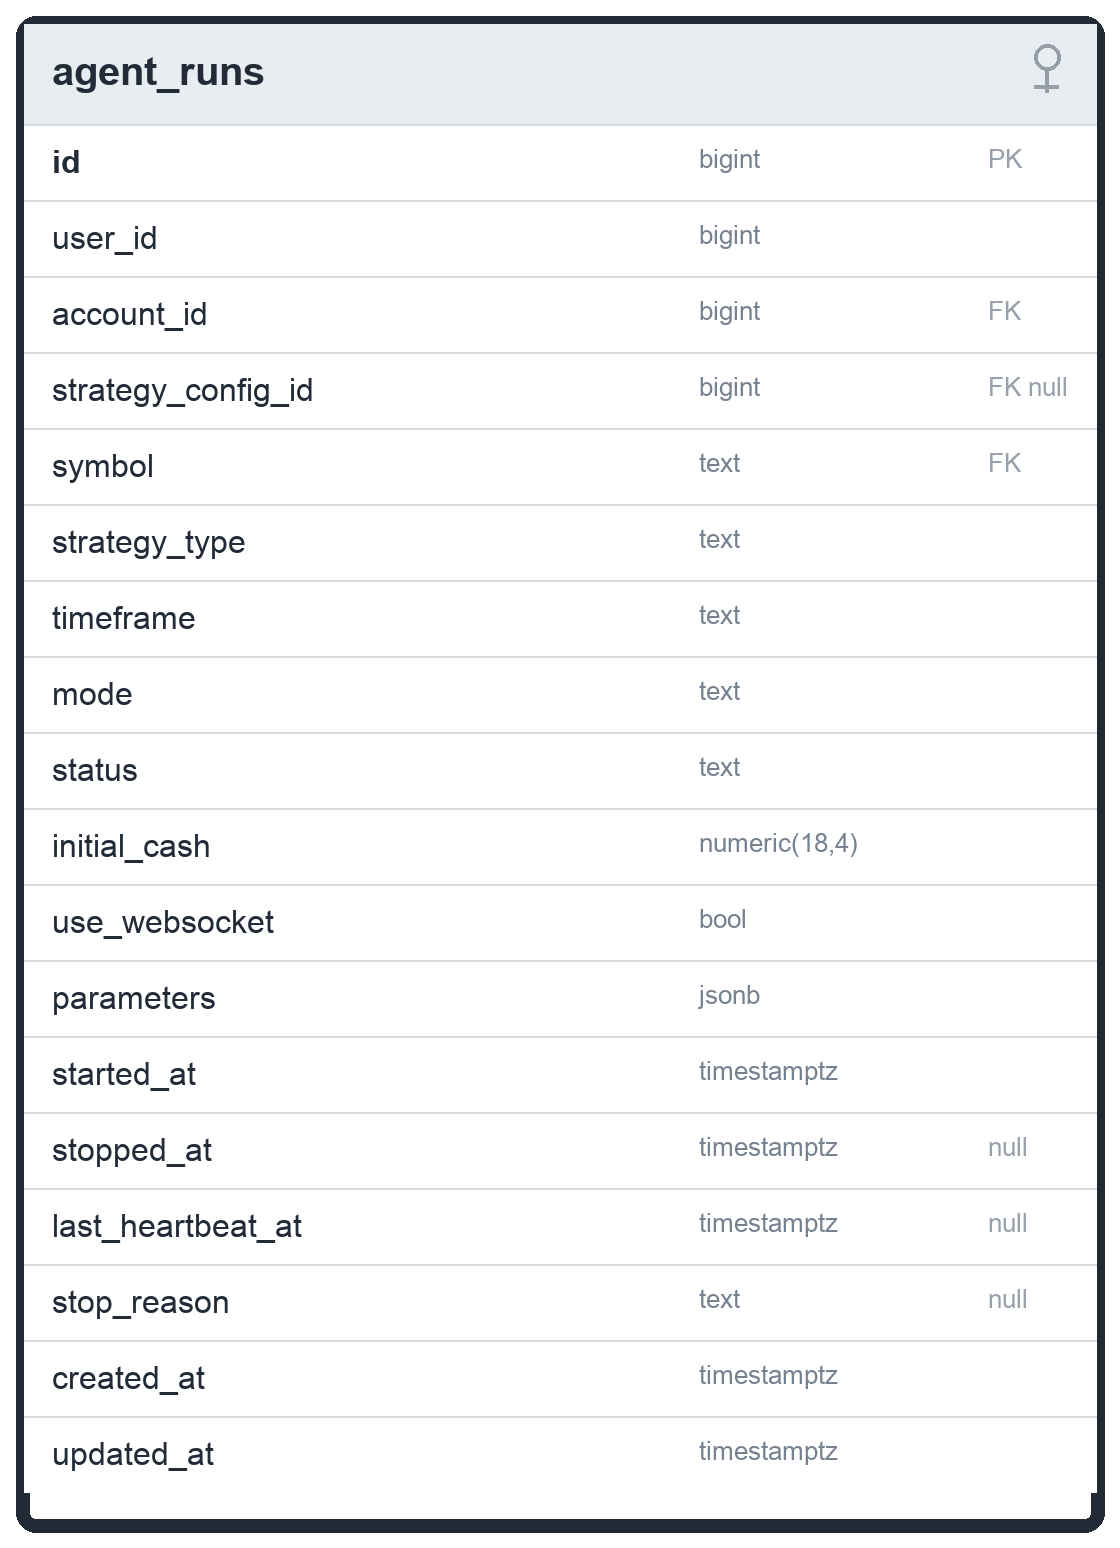 agent_runs
id bigint PK
user_id bigint
account_id bigint FK
strategy_config_id bigint FK null
symbol text FK
strategy_type text
timeframe text
mode text
status text
initial_cash numeric(18,4)
use_websocket bool
parameters jsonb
started_at timestamptz
stopped_at timestamptz null
last_heartbeat_at timestamptz null
stop_reason text null
created_at timestamptz
updated_at timestamptz